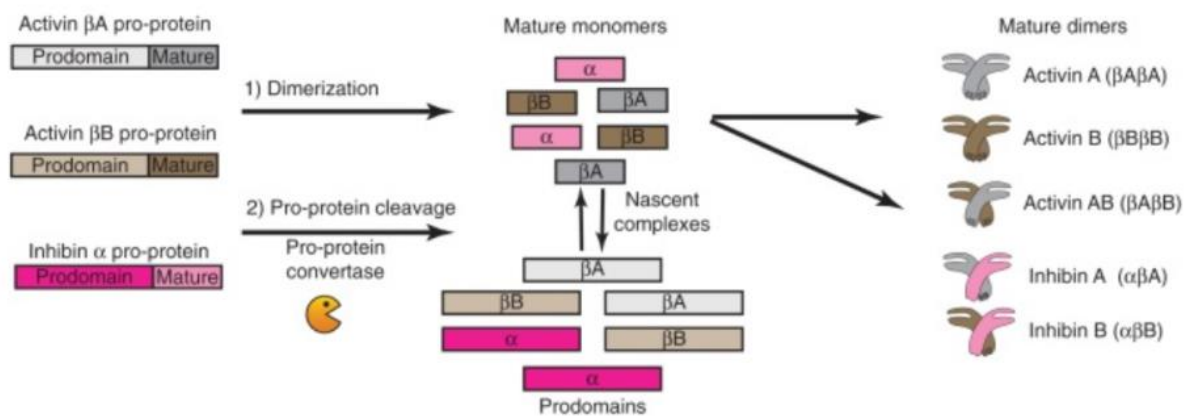 Activin βA pro-protein
Prodomain Mature
Activin βB pro-protein
Prodomain Mature
Inhibin α pro-protein
Prodomain Mature
1) Dimerization
2) Pro-protein cleavage
Pro-protein
convertase
Mature monomers
α
βB βA
α βB
βA
Nascent
complexes
βA
βB βA
α βB
α
Prodomains
Mature dimers
Activin A (βAβA)
Activin B (βBβB)
Activin AB (βAβB)
Inhibin A (αβA)
Inhibin B (αβB)